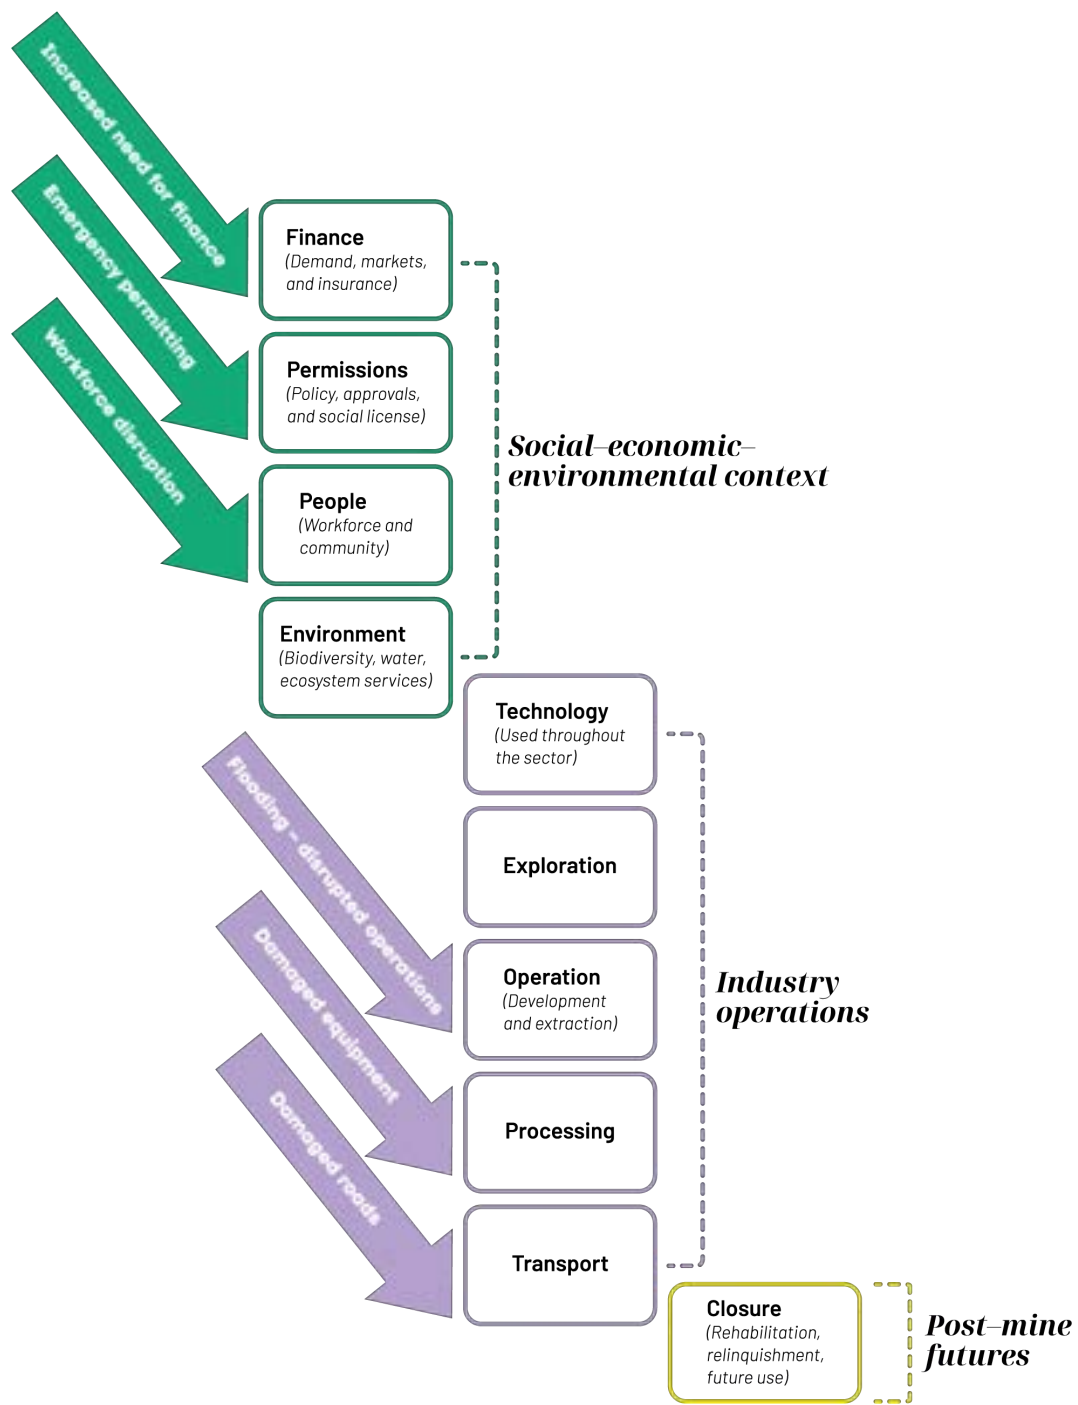 Increased need for finance
Emergency permitting
Workforce disruption
Finance
(Demand, markets,
and insurance)
Permissions
(Policy, approvals,
and social license)
People
(Workforce and
community)
Environment
(Biodiversity, water,
ecosystem services)
Social–economic–
environmental context
Flooding – disrupted operations
Damaged equipment
Damaged roads
Technology
(Used throughout
the sector)
Exploration
Operation
(Development
and extraction)
Processing
Transport
Industry
operations
Closure
(Rehabilitation,
relinquishment,
future use)
Post–mine
futures